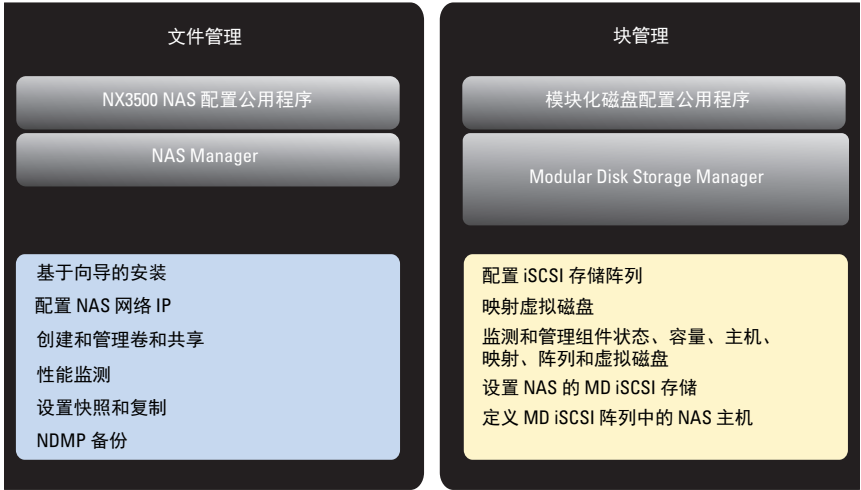 文件管理
NX3500 NAS 配置公用程序
NAS Manager
基于向导的安装
配置 NAS 网络 IP
创建和管理卷和共享
性能监测
设置快照和复制
NDMP 备份
块管理
模块化磁盘配置公用程序
Modular Disk Storage Manager
配置 iSCSI 存储阵列
映射虚拟磁盘
监测和管理组件状态、容量、主机、
映射、阵列和虚拟磁盘
设置 NAS 的 MD iSCSI 存储
定义 MD iSCSI 阵列中的 NAS 主机